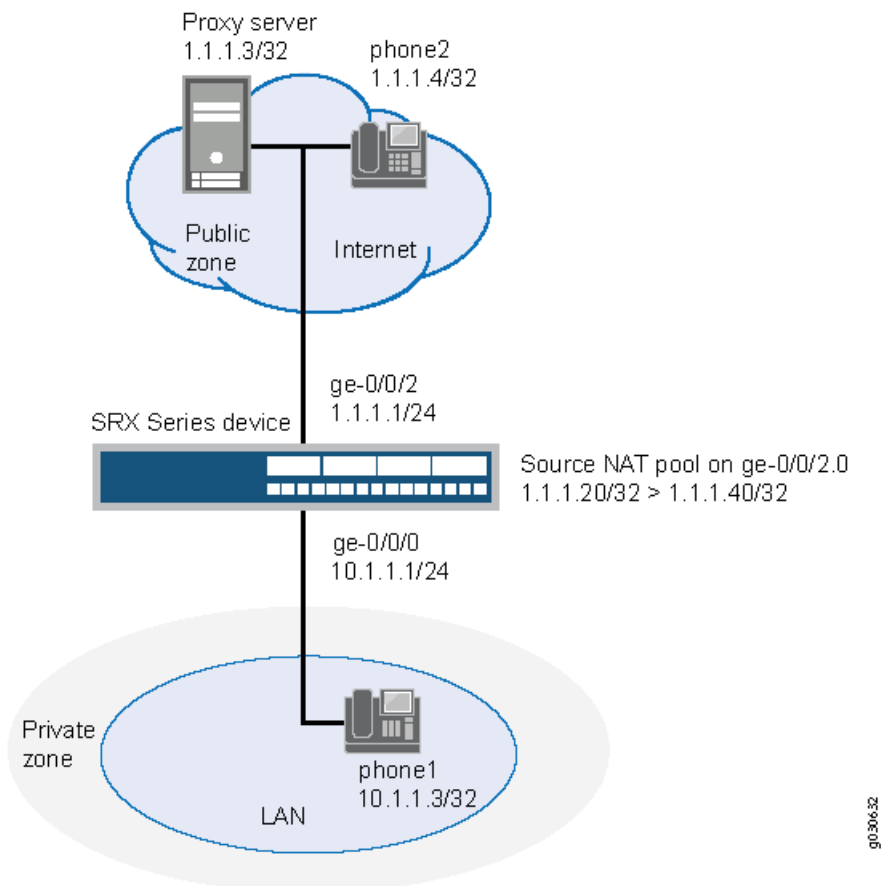 Proxy server
1.1.1.3/32
phone2
1.1.1.4/32
Public
zone
Internet
ge-0/0/2
1.1.1.1/24
SRX Series device
Source NAT pool on ge-0/0/2.0
1.1.1.20/32 > 1.1.1.40/32
ge-0/0/0
10.1.1.1/24
Private
zone
phone1
10.1.1.3/32
LAN
g030632